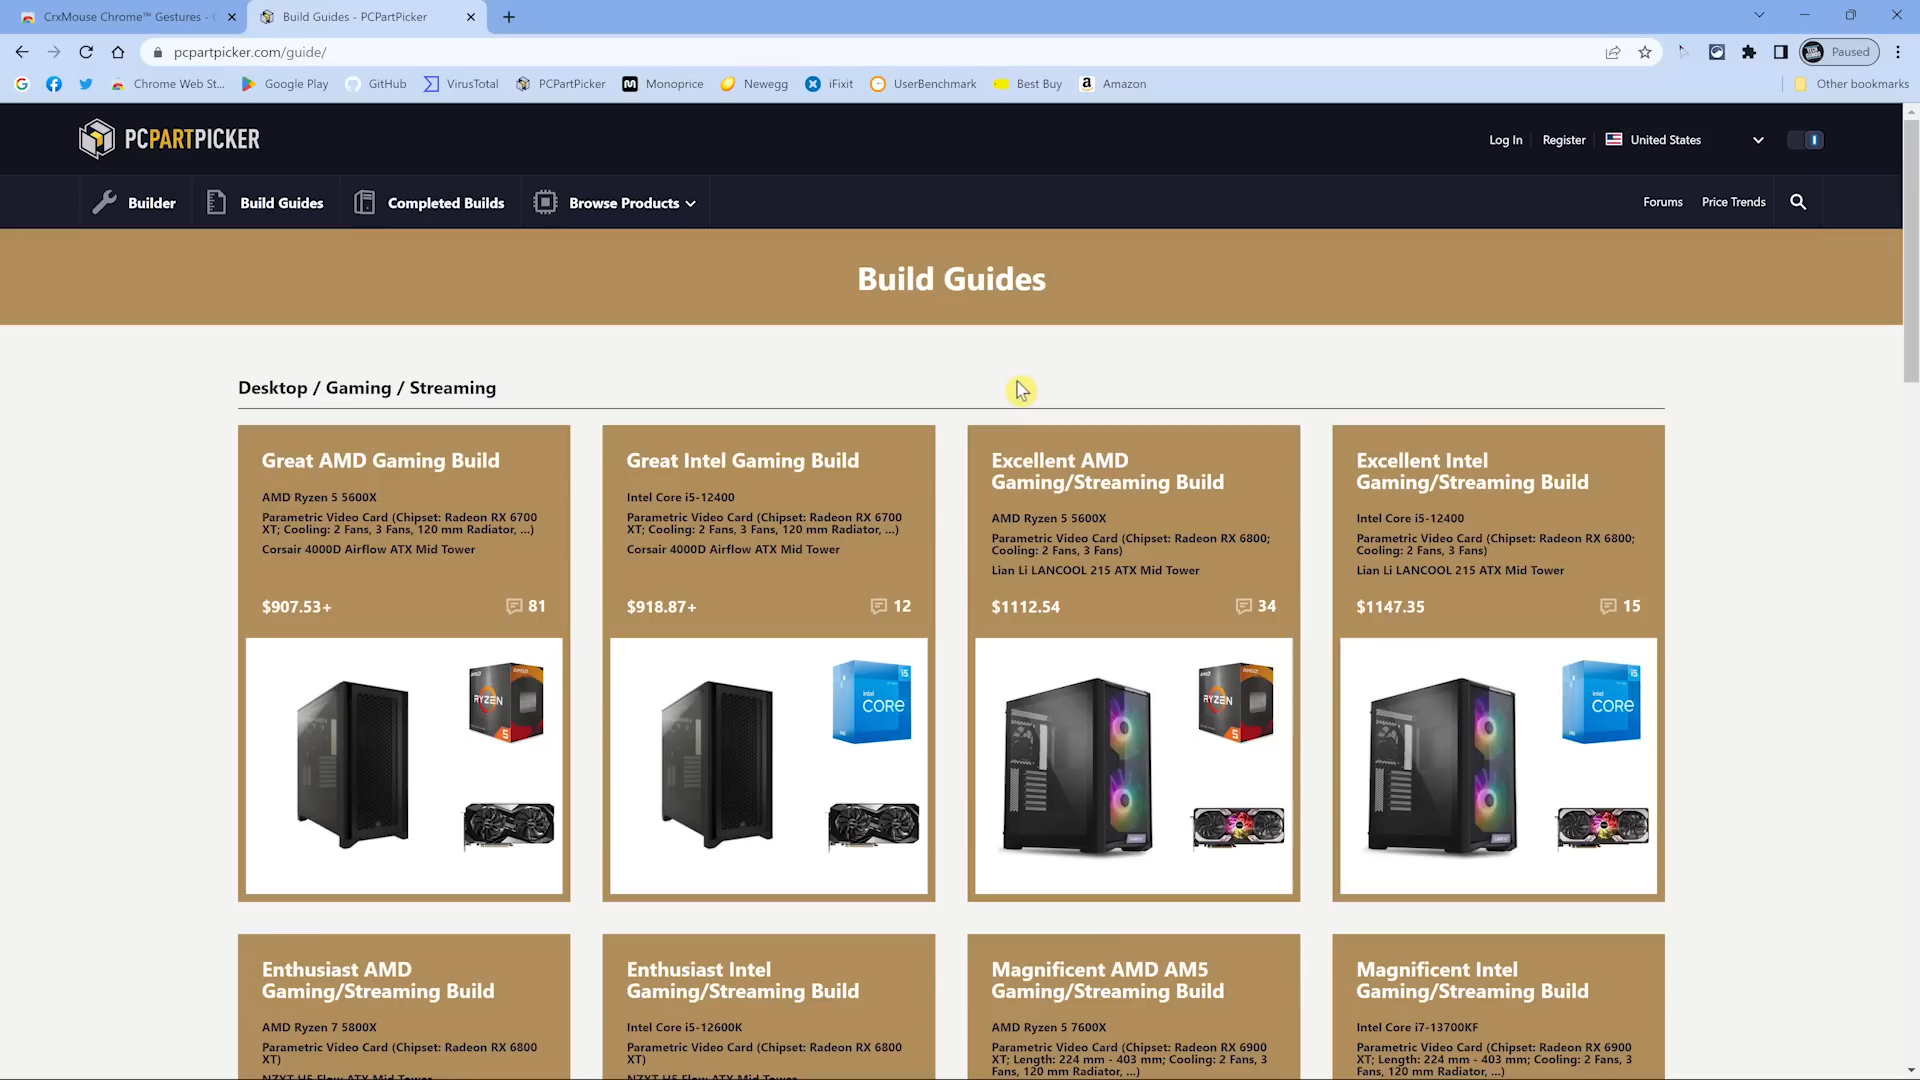 CrxMouse Chrome™ Gestures -
Build Guides - PCPartPicker
pcpartpicker.com/guide/
Paused
Chrome Web St...
Google Play
GitHub
VirusTotal
PCPartPicker
Monoprice
Newegg
iFixit
UserBenchmark
Best Buy
Amazon
Other bookmarks
PCPARTPICKER
Log In
Register
United States
Builder
Build Guides
Completed Builds
Browse Products
Forums
Price Trends
Build Guides
Desktop / Gaming / Streaming
Great AMD Gaming Build
AMD Ryzen 5 5600X
Parametric Video Card (Chipset: Radeon RX 6700
XT; Cooling: 2 Fans, 3 Fans, 120 mm Radiator, ...)
Corsair 4000D Airflow ATX Mid Tower
$907.53+
81
AMD
RYZEN
5
Great Intel Gaming Build
Intel Core i5-12400
Parametric Video Card (Chipset: Radeon RX 6700
XT; Cooling: 2 Fans, 3 Fans, 120 mm Radiator, ...)
Corsair 4000D Airflow ATX Mid Tower
$918.87+
12
i5
intel
CORE
Excellent AMD
Gaming/Streaming Build
AMD Ryzen 5 5600X
Parametric Video Card (Chipset: Radeon RX 6800;
Cooling: 2 Fans, 3 Fans)
Lian Li LANCOOL 215 ATX Mid Tower
$1112.54
34
AMD
RYZEN
5
Excellent Intel
Gaming/Streaming Build
Intel Core i5-12400
Parametric Video Card (Chipset: Radeon RX 6800;
Cooling: 2 Fans, 3 Fans)
Lian Li LANCOOL 215 ATX Mid Tower
$1147.35
15
i5
intel
CORE
Enthusiast AMD
Gaming/Streaming Build
AMD Ryzen 7 5800X
Parametric Video Card (Chipset: Radeon RX 6800
XT)
NZXT H5 Flow ATX Mid Tower
Enthusiast Intel
Gaming/Streaming Build
Intel Core i5-12600K
Parametric Video Card (Chipset: Radeon RX 6800
XT)
NZXT H5 Flow ATX Mid Tower
Magnificent AMD AM5
Gaming/Streaming Build
AMD Ryzen 5 7600X
Parametric Video Card (Chipset: Radeon RX 6900
XT; Length: 224 mm - 403 mm; Cooling: 2 Fans, 3
Fans, 120 mm Radiator, ...)
Magnificent Intel
Gaming/Streaming Build
Intel Core i7-13700KF
Parametric Video Card (Chipset: Radeon RX 6900
XT; Length: 224 mm - 403 mm; Cooling: 2 Fans, 3
Fans, 120 mm Radiator, ...)